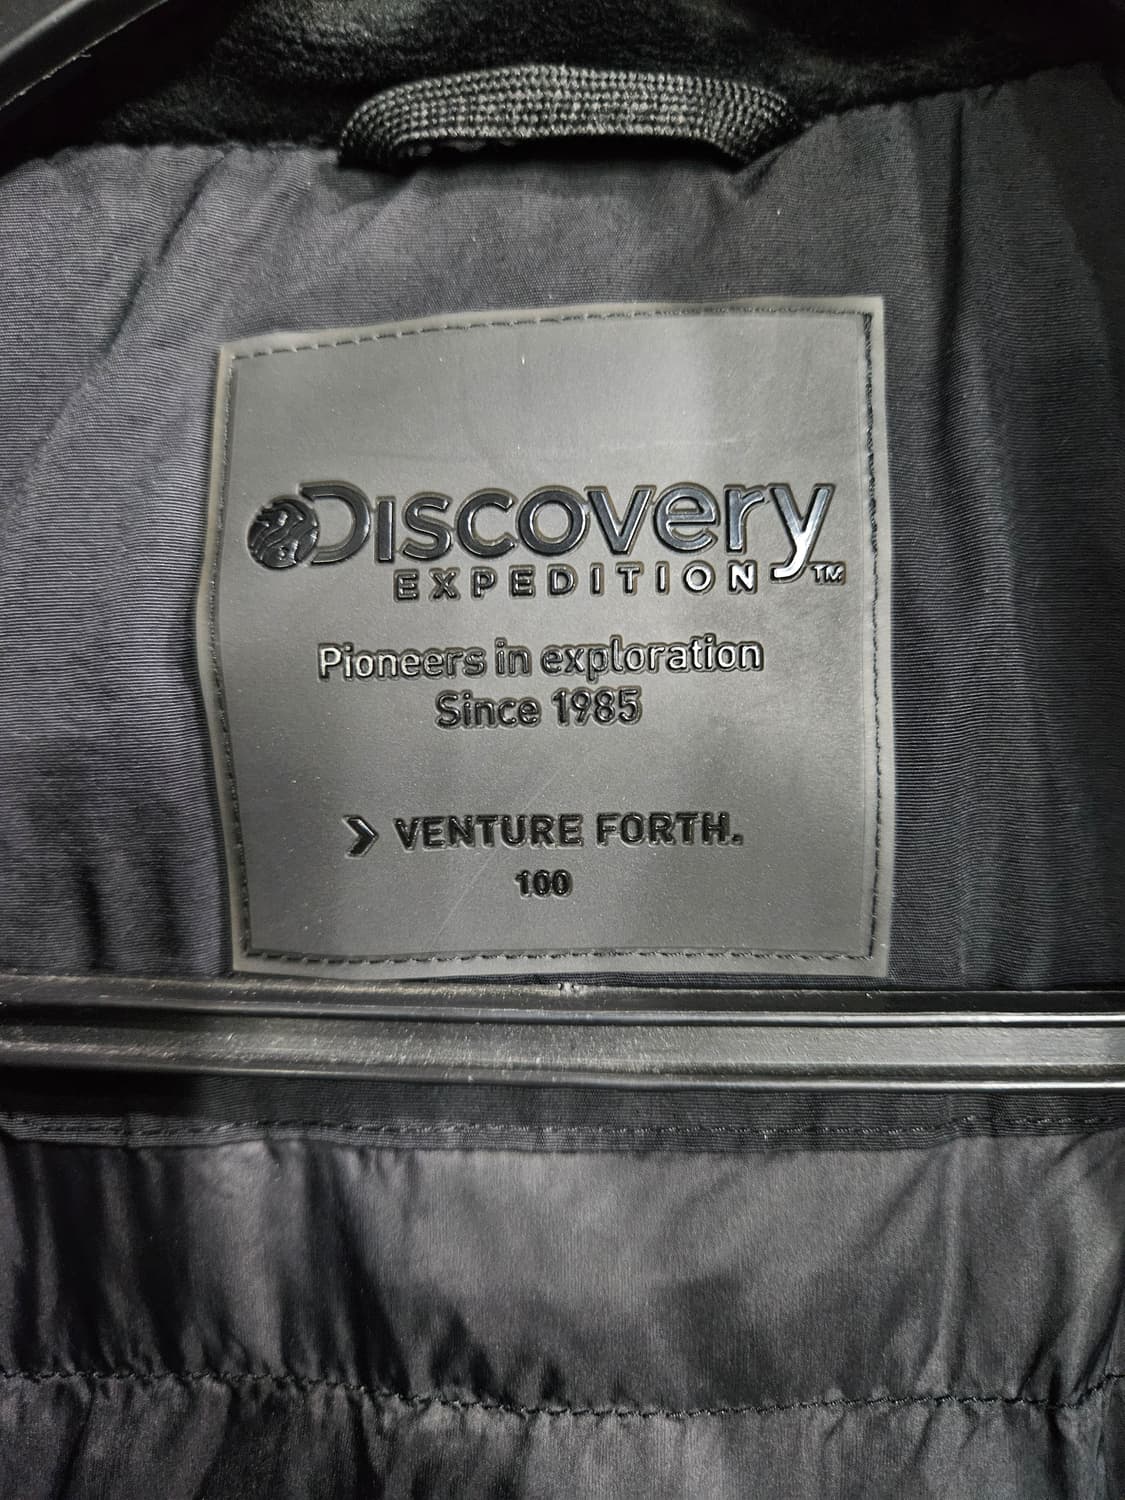 Discovery
EXPEDITION™
Pioneers in exploration
Since 1985
❯ VENTURE FORTH.
100